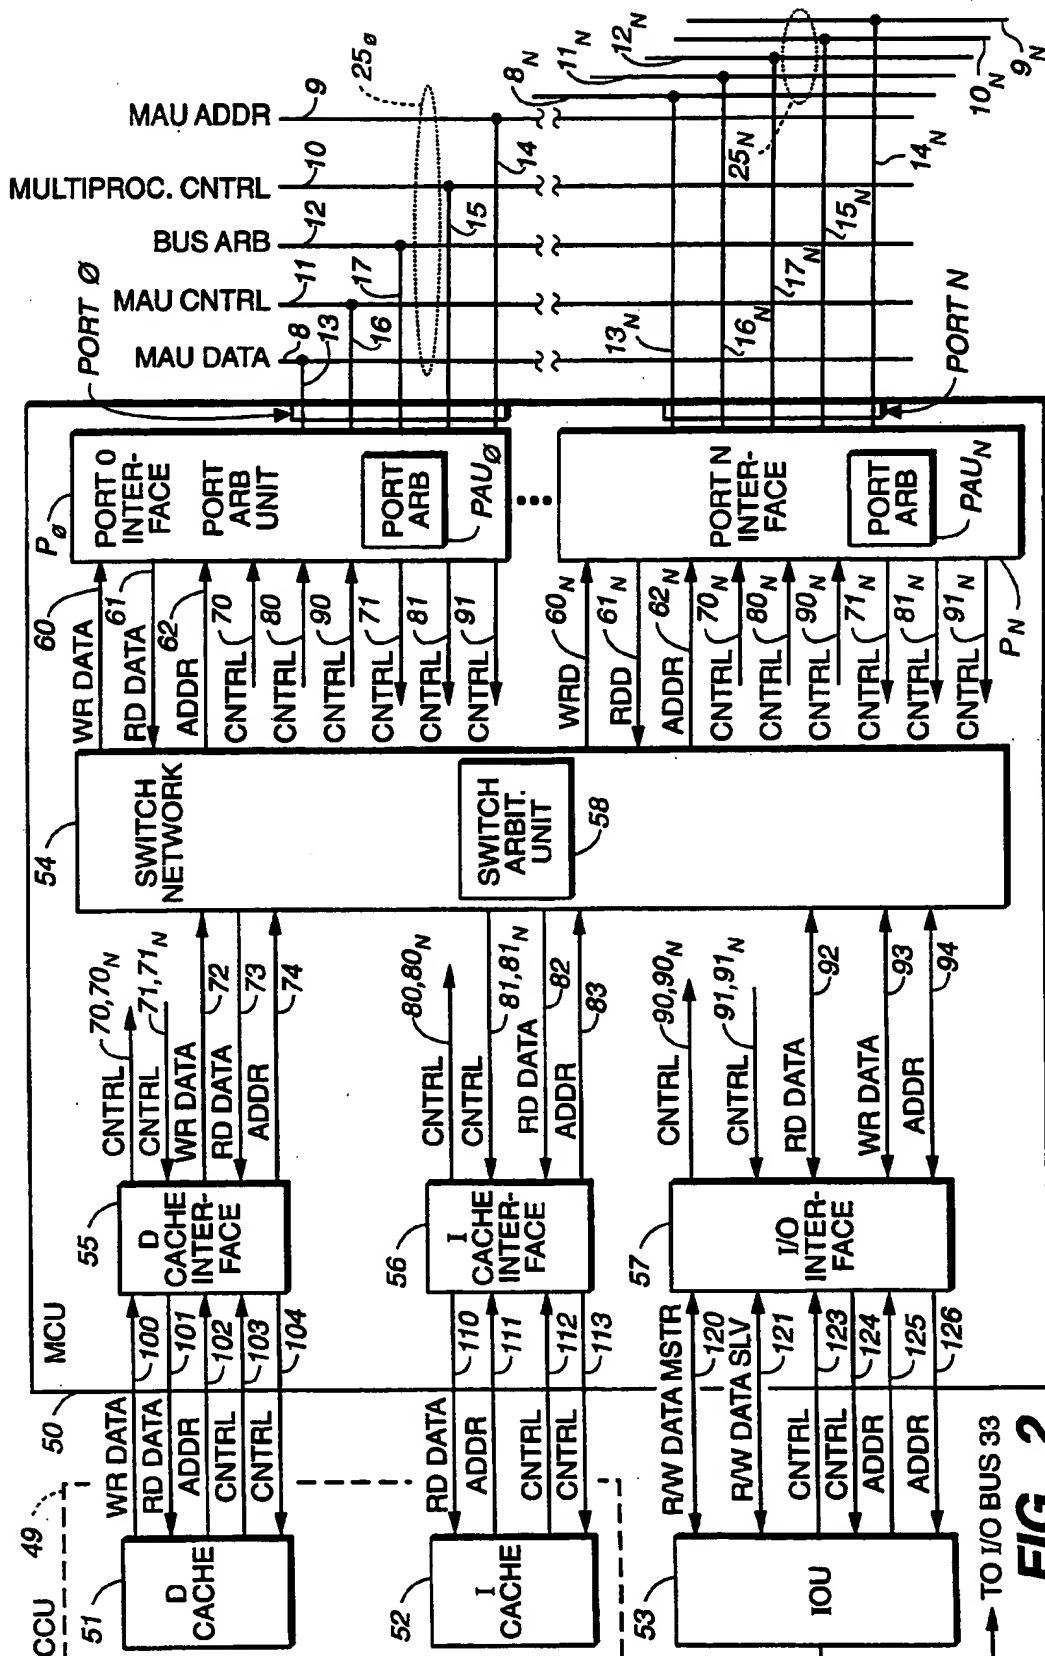 CCU
49
51
D
CACHE
52
I
CACHE
53
IOU
TO I/O BUS 33
FIG_2
50
MCU
WR DATA
100
RD DATA
101
ADDR
102
CNTRL
103
CNTRL
104
RD DATA
110
ADDR
111
CNTRL
112
CNTRL
113
R/W DATA MSTR
120
R/W DATA SLV
121
CNTRL
123
CNTRL
124
ADDR
125
ADDR
126
55
D
CACHE
INTER-
FACE
56
I
CACHE
INTER-
FACE
57
I/O
INTER-
FACE
CNTRL
70,70N
CNTRL
71,71N
WR DATA
72
RD DATA
73
ADDR
74
CNTRL
80,80N
CNTRL
81,81N
RD DATA
82
ADDR
83
CNTRL
90,90N
CNTRL
91,91N
RD DATA
92
WR DATA
93
ADDR
94
54
SWITCH
NETWORK
SWITCH
ARBIT.
UNIT
58
WR DATA
60
RD DATA
61
ADDR
62
CNTRL
70
CNTRL
80
CNTRL
90
CNTRL
71
CNTRL
81
CNTRL
91
WRD
60N
RDD
61N
ADDR
62N
CNTRL
70N
CNTRL
80N
CNTRL
90N
CNTRL
71N
CNTRL
81N
CNTRL
91N
PØ
PORT 0
INTER-
FACE
PORT
ARB
UNIT
PORT
ARB
PAUØ
PORT N
INTER-
FACE
PORT
ARB
PAUN
PN
PORT Ø
PORT N
MAU ADDR
9
MULTIPROC. CNTRL
10
BUS ARB
12
MAU CNTRL
11
MAU DATA
8
13
16
17
15
14
25Ø
13N
16N
17N
15N
14N
25N
8N
11N
12N
10N
9N